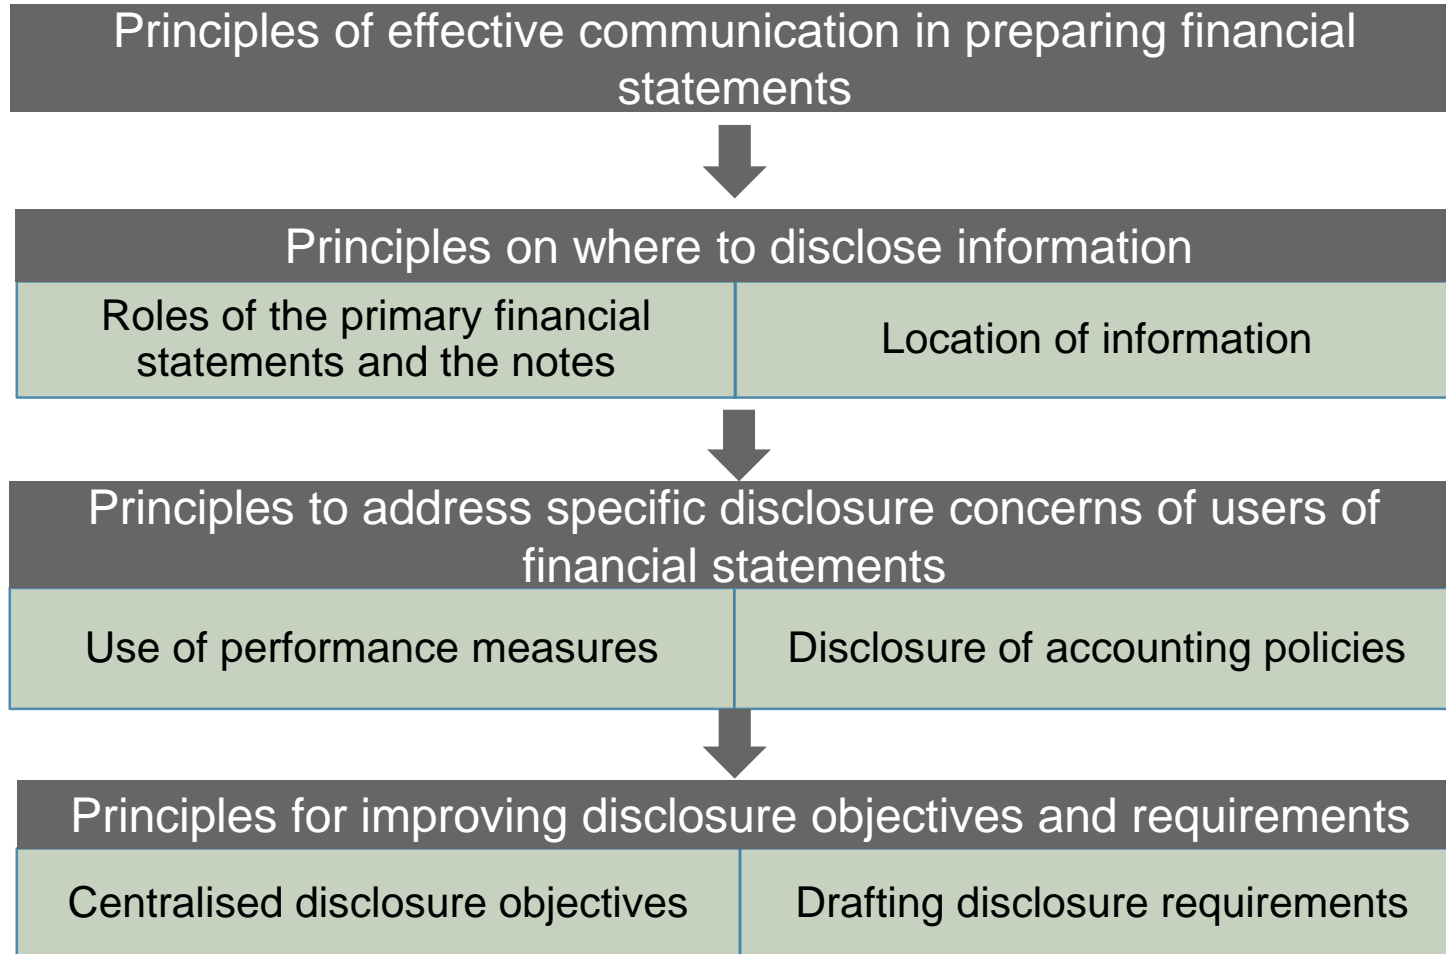 Principles of effective communication in preparing financial
statements
Principles on where to disclose information
Roles of the primary financial
statements and the notes
Location of information
Principles to address specific disclosure concerns of users of
financial statements
Use of performance measures
Disclosure of accounting policies
Principles for improving disclosure objectives and requirements
Centralised disclosure objectives
Drafting disclosure requirements